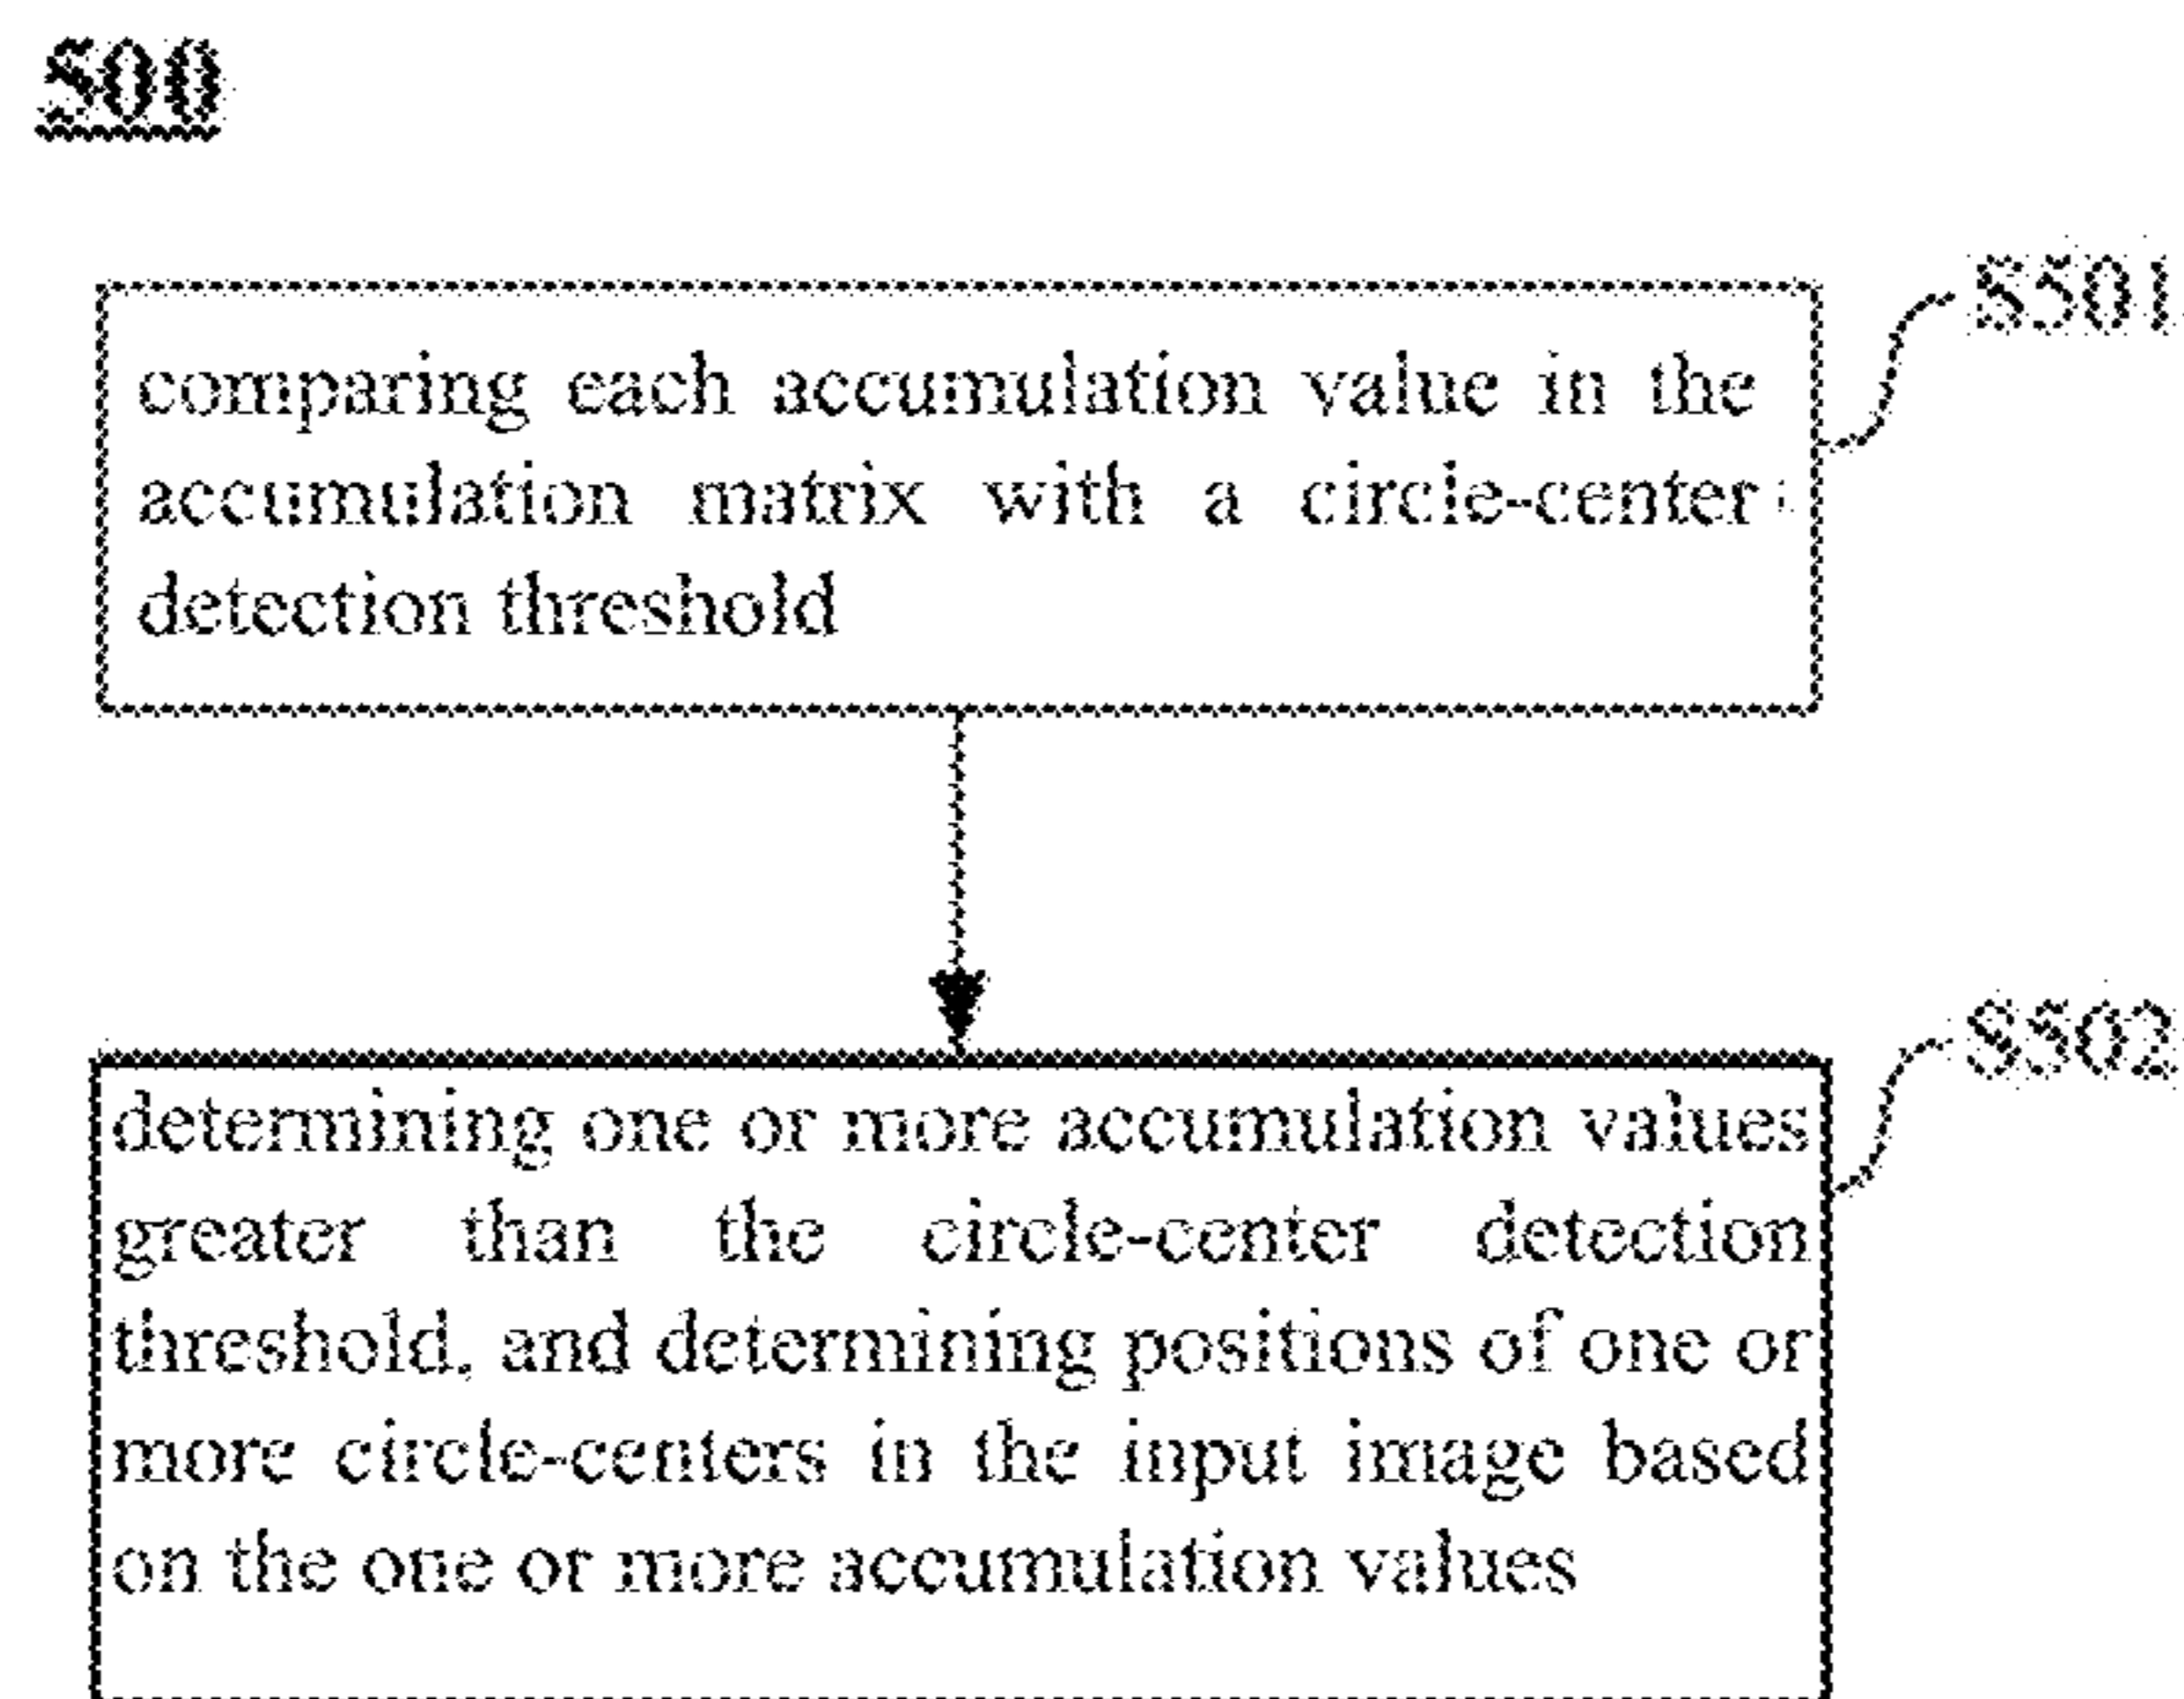 500
S501
comparing each accumulation value in the
accumulation matrix with a circle-center
detection threshold
S502
determining one or more accumulation values
greater than the circle-center detection
threshold, and determining positions of one or
more circle-centers in the input image based
on the one or more accumulation values